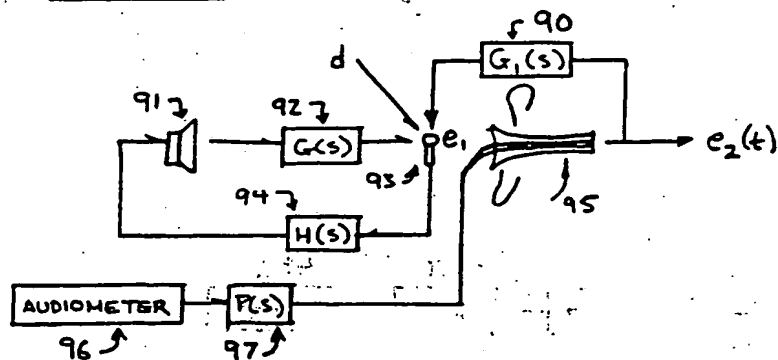 90
G₁(s)
d
91
92
G(s)
e₁
93
e₂(t)
94
95
H(s)
AUDIOMETER
P(s)
96
97